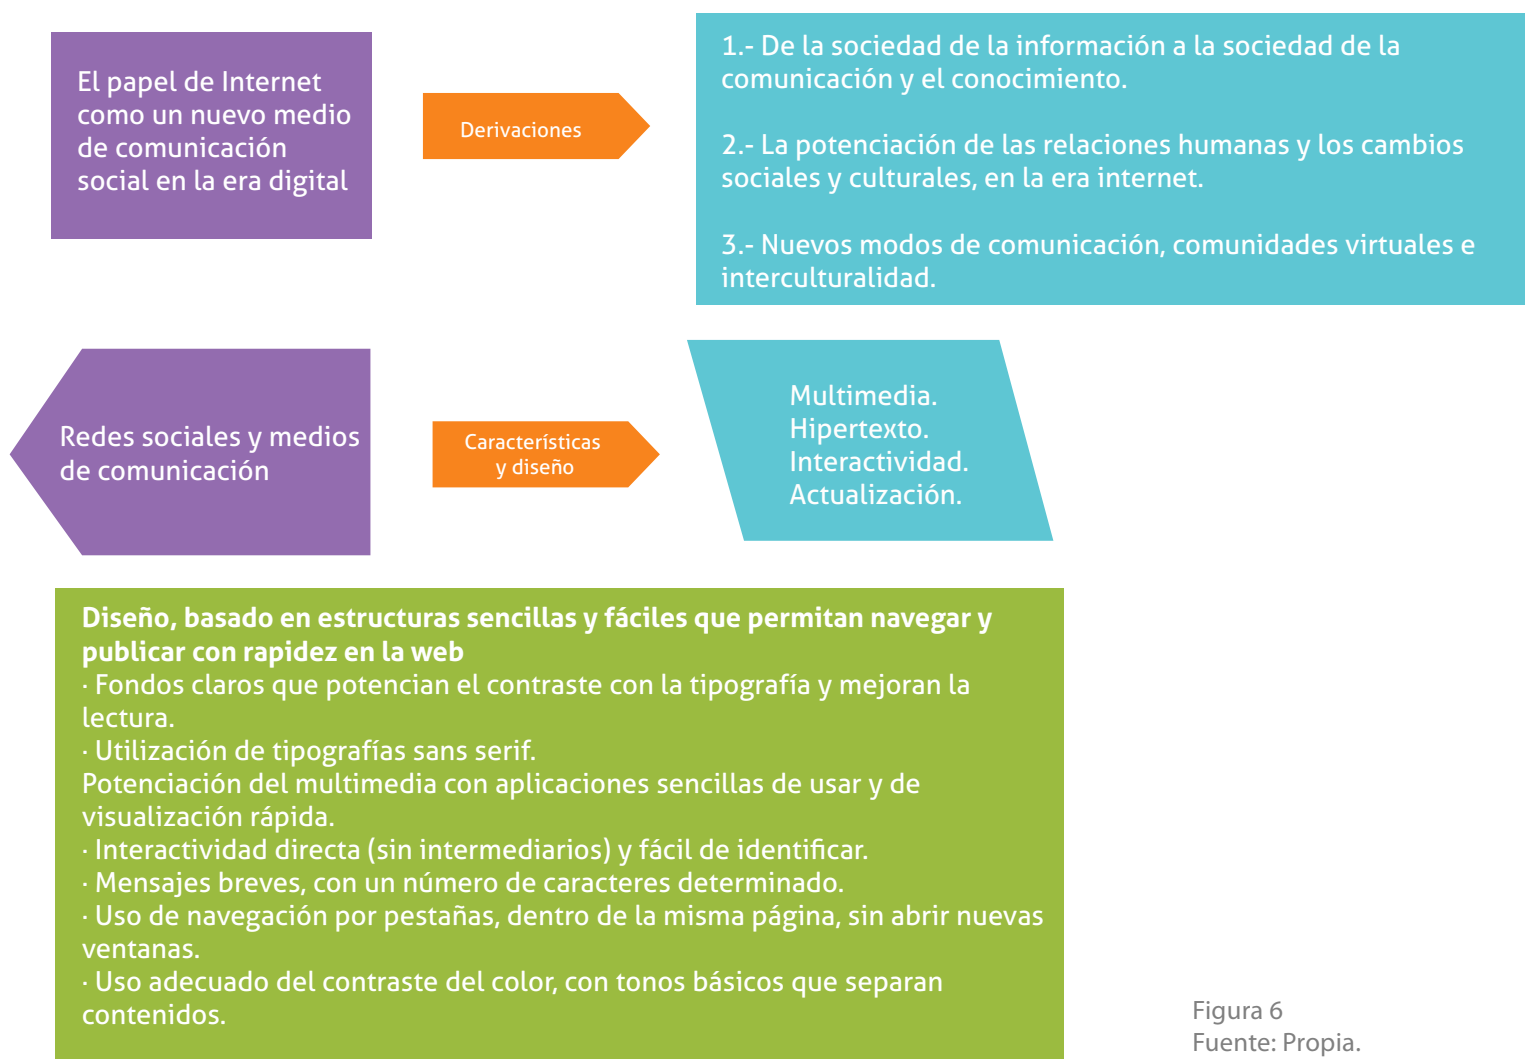 El papel de Internet
como un nuevo medio
de comunicación
social en la era digital
Derivaciones
1.- De la sociedad de la información a la sociedad de la
comunicación y el conocimiento.
2.- La potenciación de las relaciones humanas y los cambios
sociales y culturales, en la era internet.
3.- Nuevos modos de comunicación, comunidades virtuales e
interculturalidad.
Redes sociales y medios
de comunicación
Características
y diseño
Multimedia.
Hipertexto.
Interactividad.
Actualización.
Diseño, basado en estructuras sencillas y fáciles que permitan navegar y
publicar con rapidez en la web
· Fondos claros que potencian el contraste con la tipografía y mejoran la
lectura.
· Utilización de tipografías sans serif.
Potenciación del multimedia con aplicaciones sencillas de usar y de
visualización rápida.
· Interactividad directa (sin intermediarios) y fácil de identificar.
· Mensajes breves, con un número de caracteres determinado.
· Uso de navegación por pestañas, dentro de la misma página, sin abrir nuevas
ventanas.
· Uso adecuado del contraste del color, con tonos básicos que separan
contenidos.
Figura 6
Fuente: Propia.